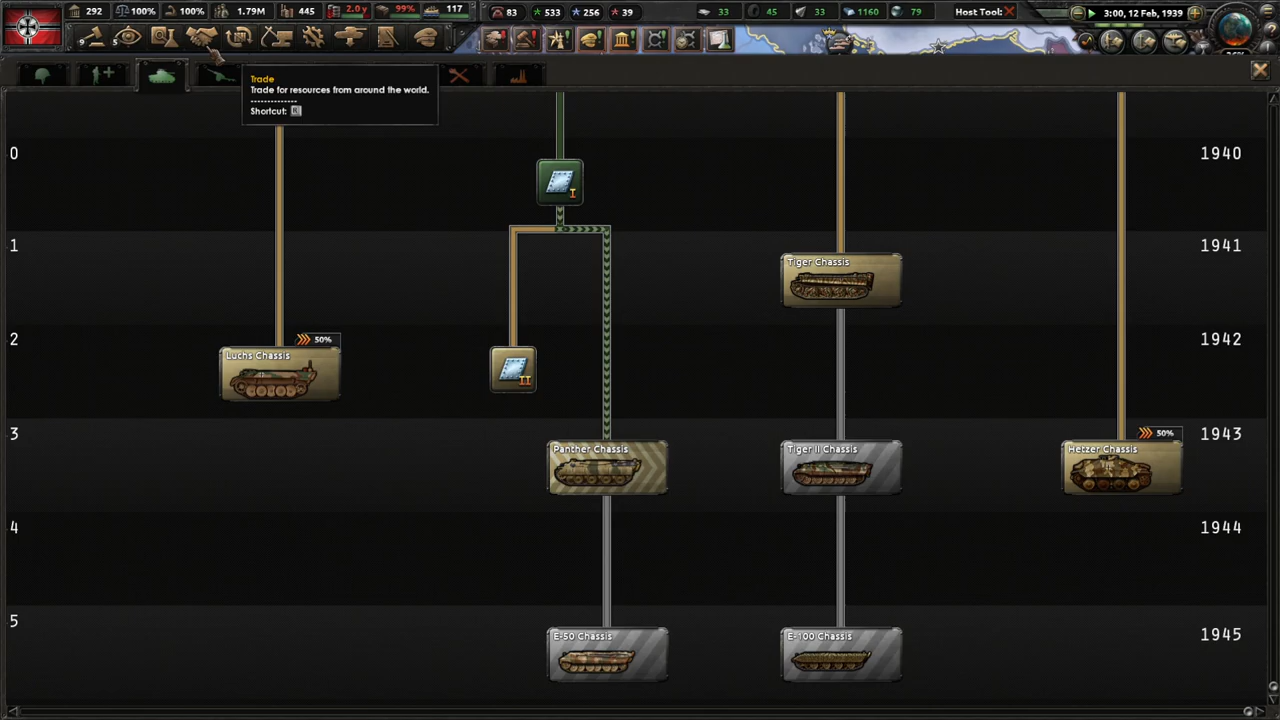 292 100% 100% 1.79M 445 2.0 y 99% 117 83 533 256 39 33 45 33 1160 79 Host Tool: 3:00, 12 Feb, 1939
9 5
Trade
Trade for resources from around the world.
--------------
Shortcut:
0 1940
I
1 1941
Tiger Chassis
2 50% 1942
Luchs Chassis
II
3 50% 1943
Panther Chassis Tiger II Chassis Hetzer Chassis
4 1944
5 1945
E-50 Chassis E-100 Chassis